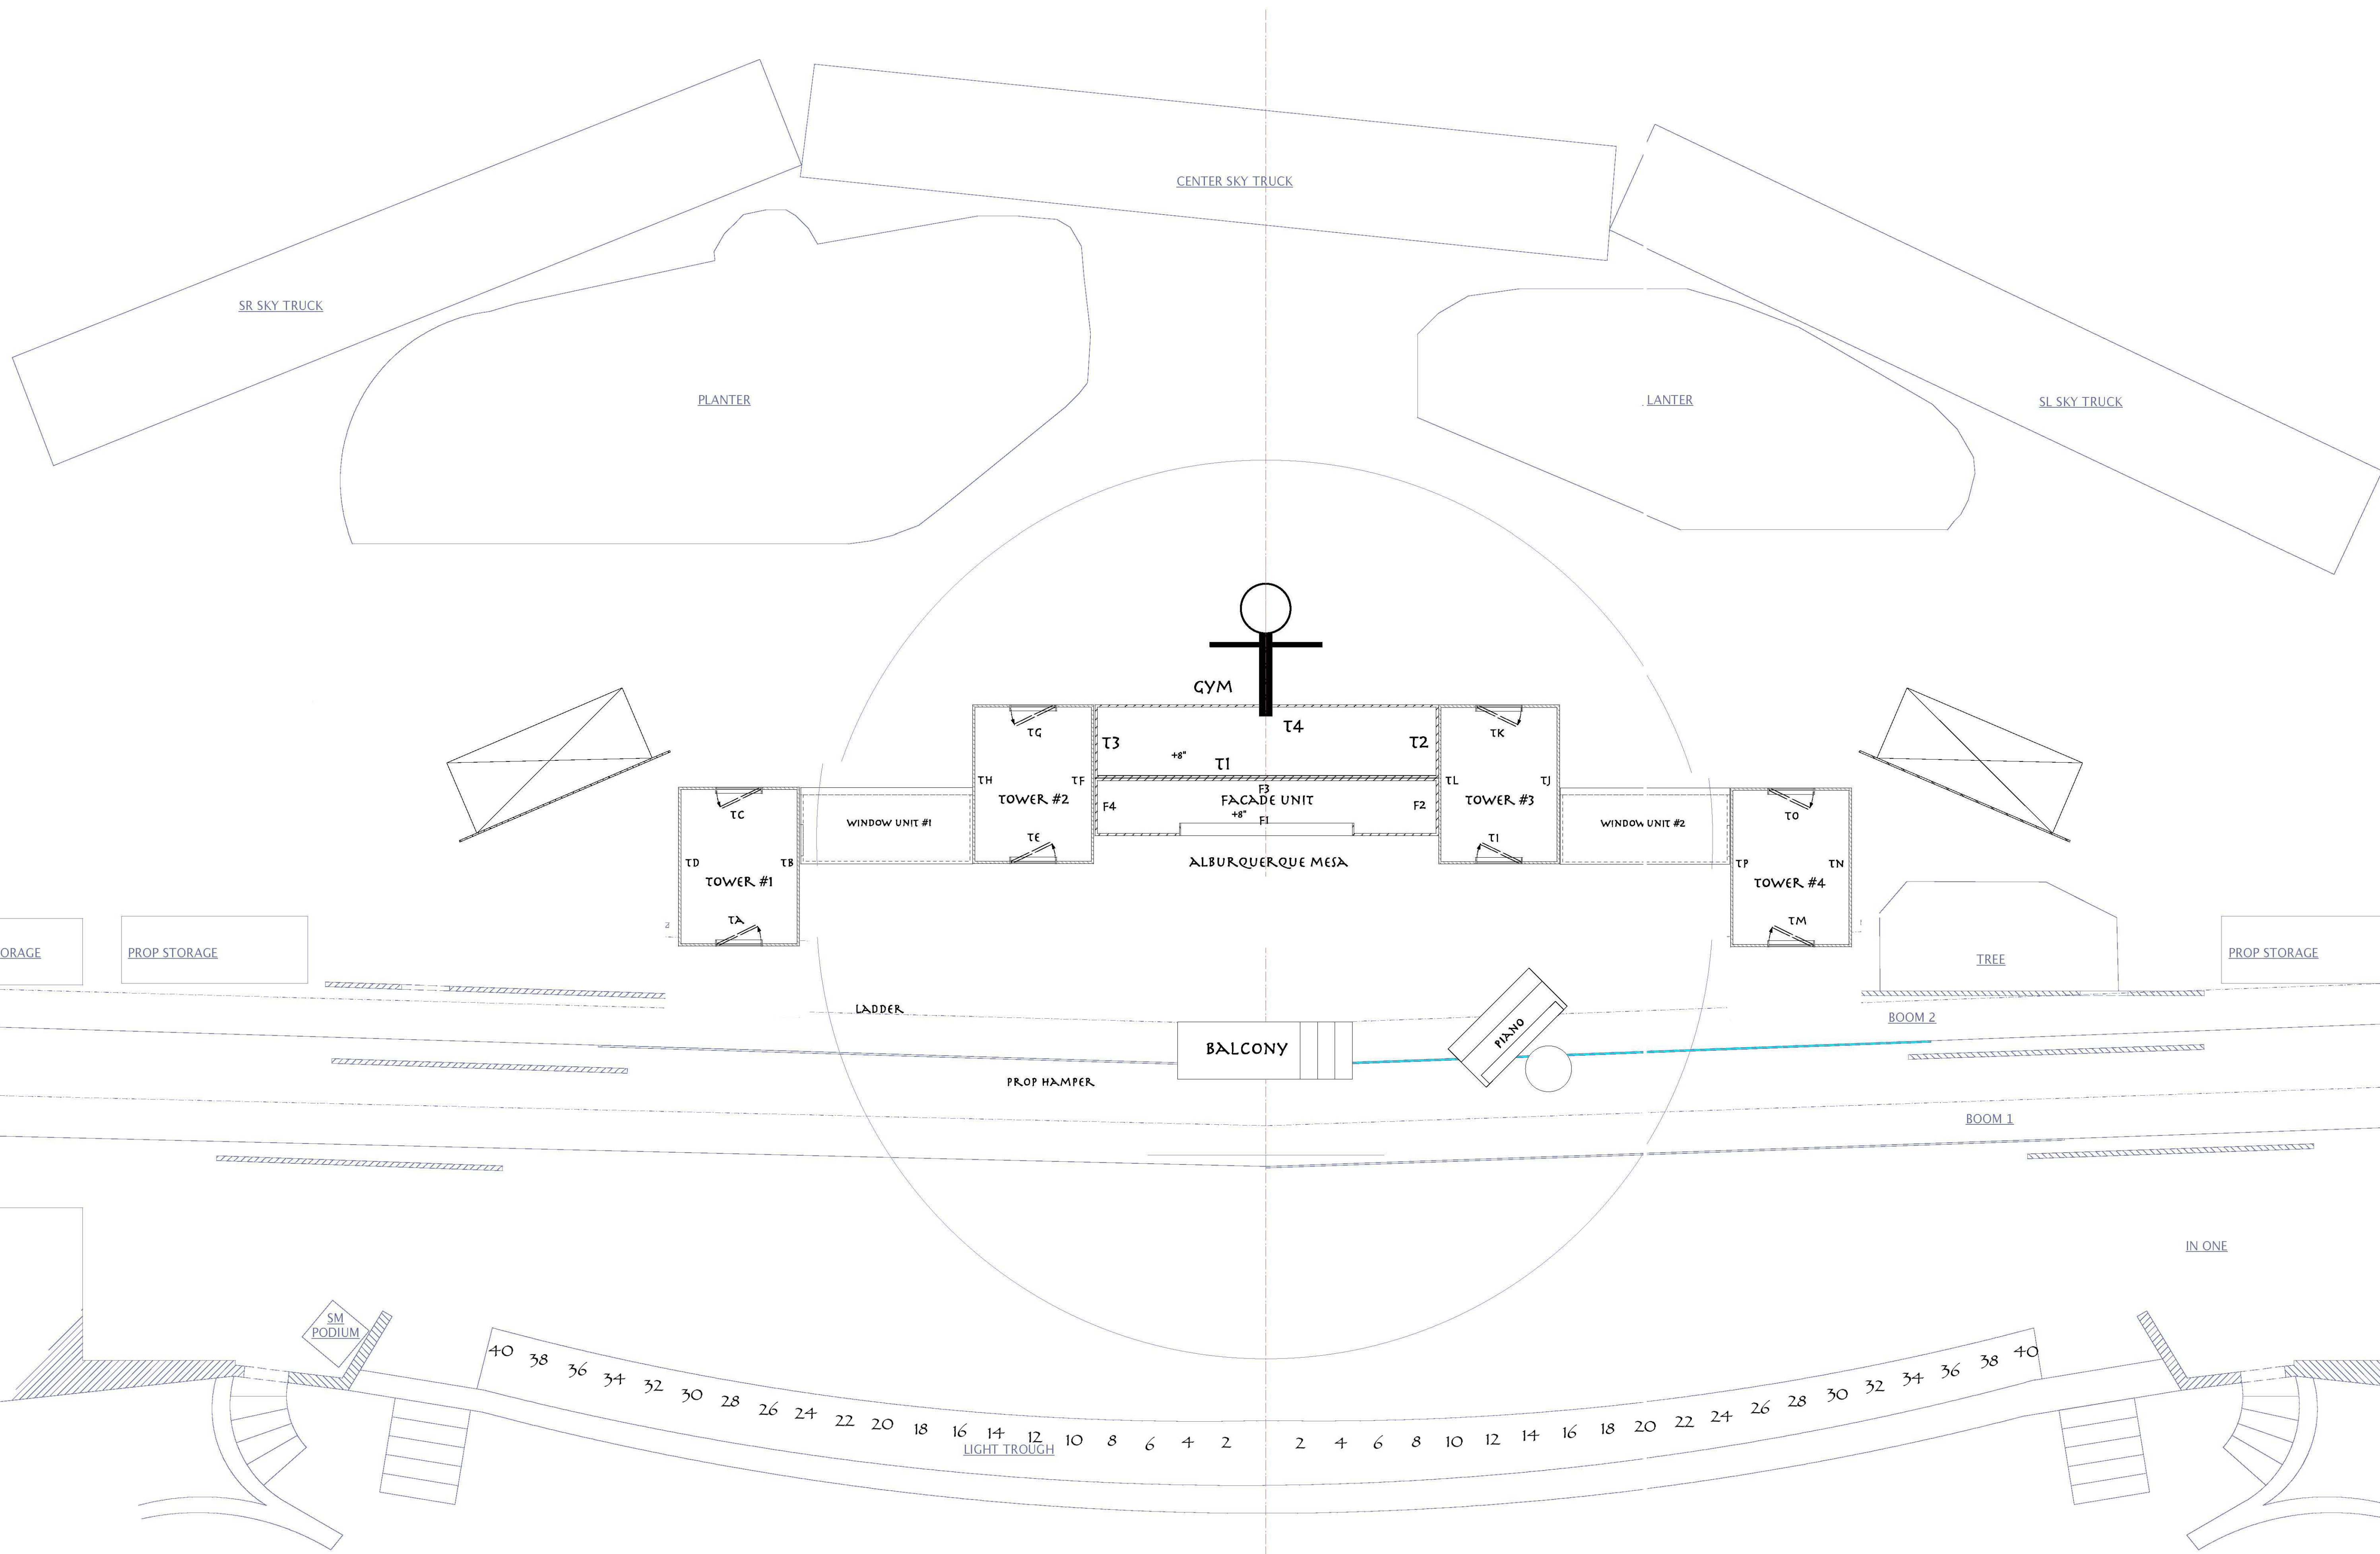 CENTER SKY TRUCK
SR SKY TRUCK
PLANTER
LANTER
SL SKY TRUCK
GYM
T4
TG
TK
T3
T2
+8"
T1
TH
TF
TL
TJ
F3
TOWER #2
FACADE UNIT
TOWER #3
F4
F2
TC
+8"
F1
TO
WINDOW UNIT #1
WINDOW UNIT #2
TE
TI
TD
TB
ALBURQUERQUE MESA
TP
TN
TOWER #1
TOWER #4
TA
TM
2
ORAGE
PROP STORAGE
TREE
PROP STORAGE
LADDER
BOOM 2
BALCONY
PIANO
PROP HAMPER
BOOM 1
IN ONE
SM
PODIUM
40 38 36 34 32 30 28 26 24 22 20 18 16 14 12 10 8 6 4 2 2 4 6 8 10 12 14 16 18 20 22 24 26 28 30 32 34 36 38 40
LIGHT TROUGH